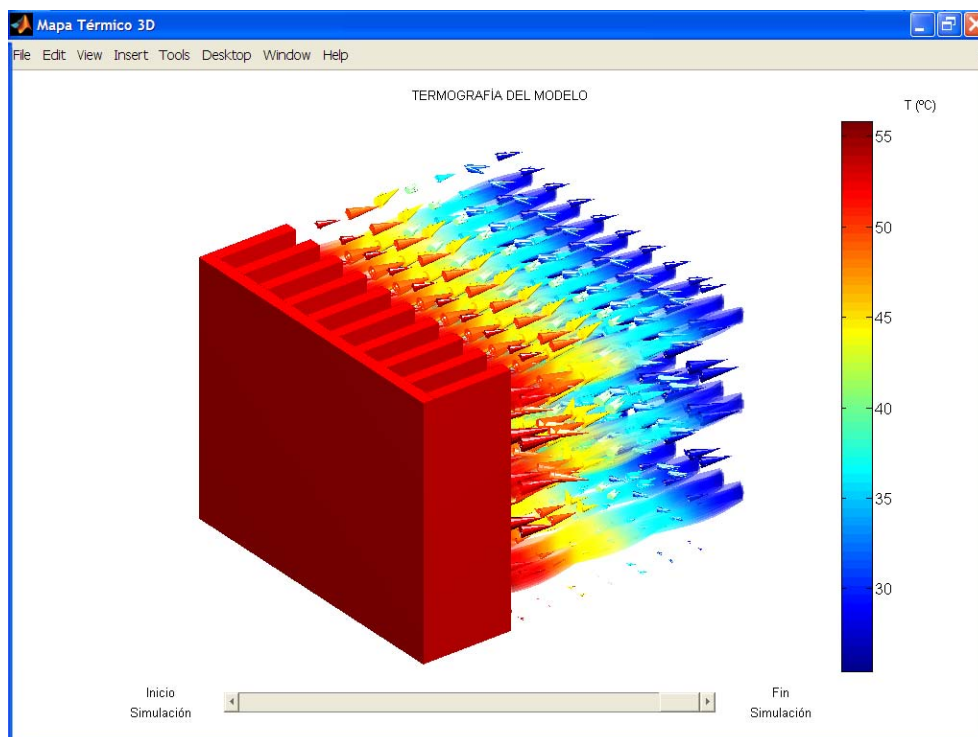 Mapa Térmico 3D
File Edit View Insert Tools Desktop Window Help
TERMOGRAFÍA DEL MODELO
T (ºC)
55
50
45
40
35
30
Inicio
Simulación
Fin
Simulación